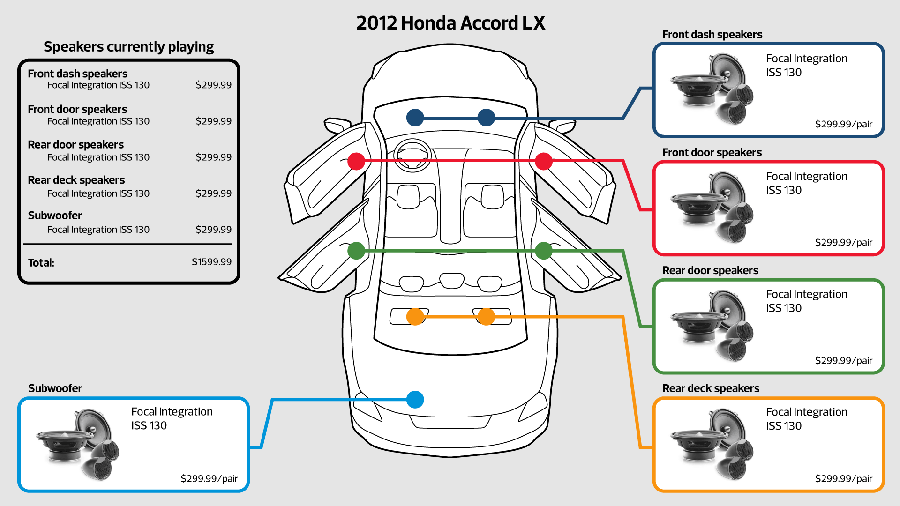 2012 Honda Accord LX
Speakers currently playing
Front dash speakers
Focal Integration ISS 130 $299.99
Front door speakers
Focal Integration ISS 130 $299.99
Rear door speakers
Focal Integration ISS 130 $299.99
Rear deck speakers
Focal Integration ISS 130 $299.99
Subwoofer
Focal Integration ISS 130 $299.99
Total: $1599.99
Front dash speakers
Focal Integration
ISS 130
$299.99/pair
Front door speakers
Focal Integration
ISS 130
$299.99/pair
Rear door speakers
Focal Integration
ISS 130
$299.99/pair
Rear deck speakers
Focal Integration
ISS 130
$299.99/pair
Subwoofer
Focal Integration
ISS 130
$299.99/pair